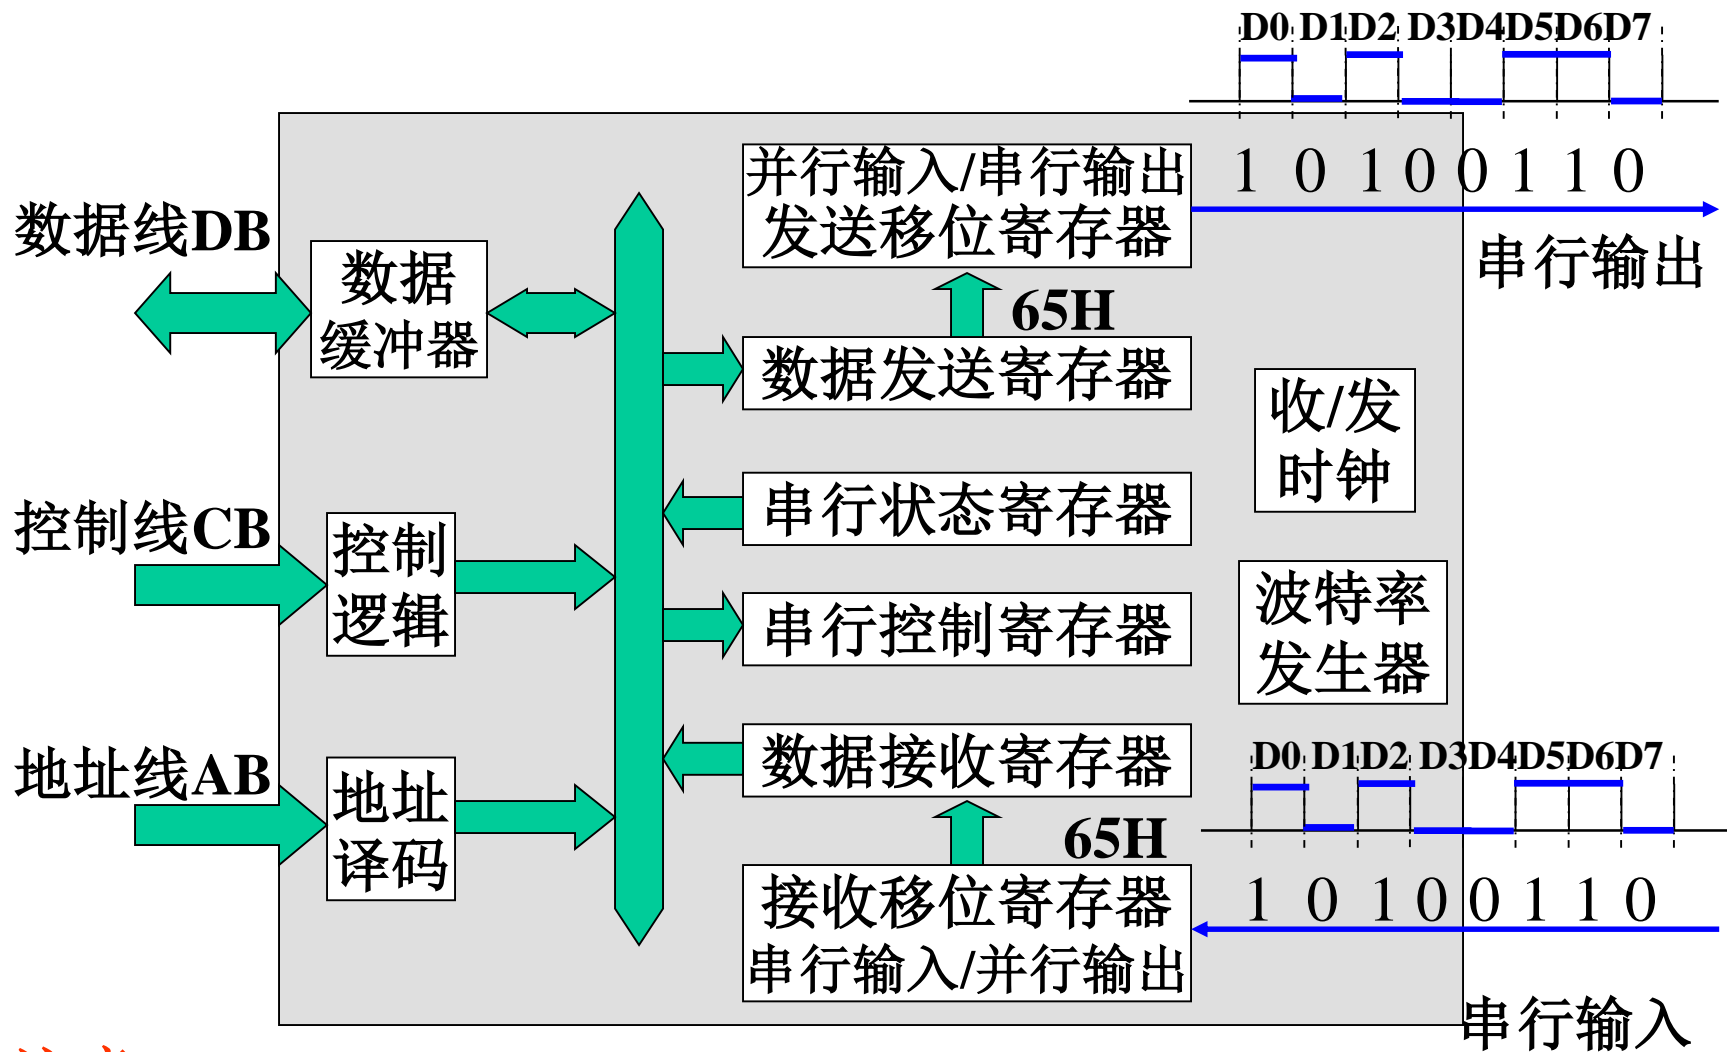 D0 D1 D2 D3 D4 D5 D6 D7
1 0 1 0 0 1 1 0
串行输出
并行输入/串行输出
发送移位寄存器
65H
数据线DB
数据
缓冲器
数据发送寄存器
收/发
时钟
串行状态寄存器
控制线CB
控制
逻辑
串行控制寄存器
波特率
发生器
地址线AB
地址
译码
数据接收寄存器
D0 D1 D2 D3 D4 D5 D6 D7
65H
1 0 1 0 0 1 1 0
接收移位寄存器
串行输入/并行输出
串行输入